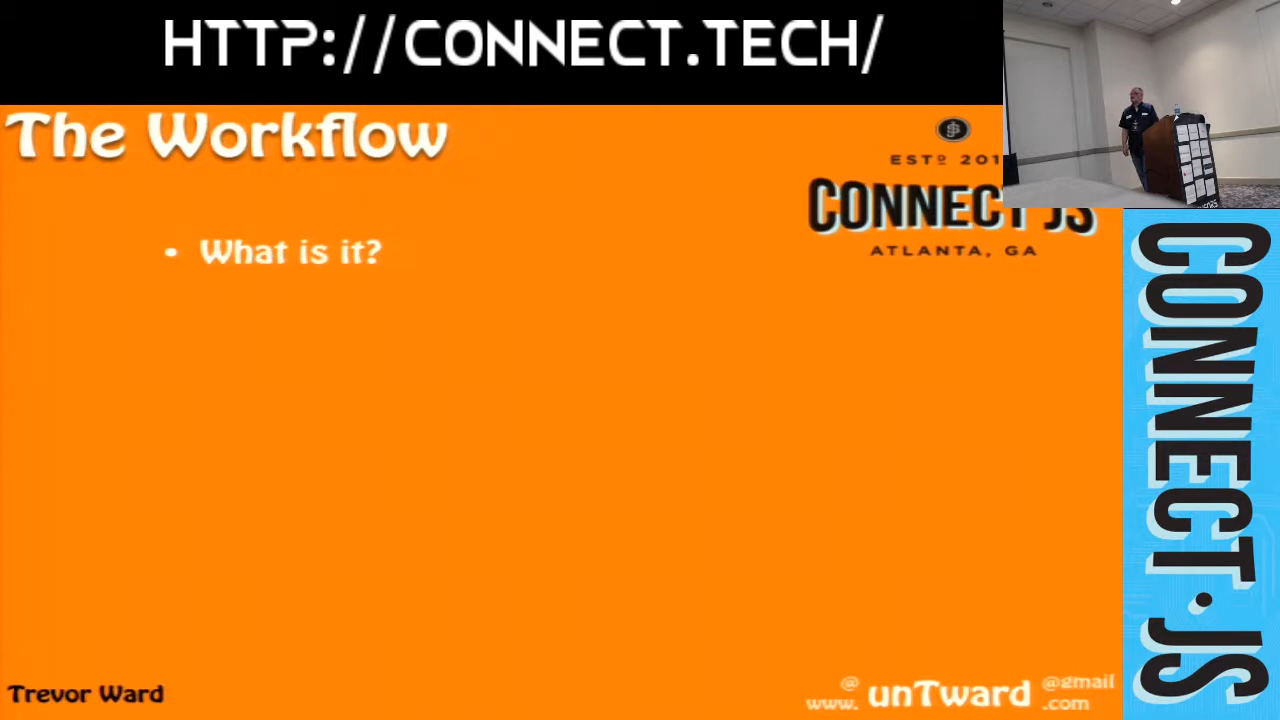 HTTP://CONNECT.TECH/
The Workflow
ESTD 201
CONNECT JS
ATLANTA, GA
• What is it?
CONNECT·JS
Trevor Ward
@ unTward @gmail
www. .com